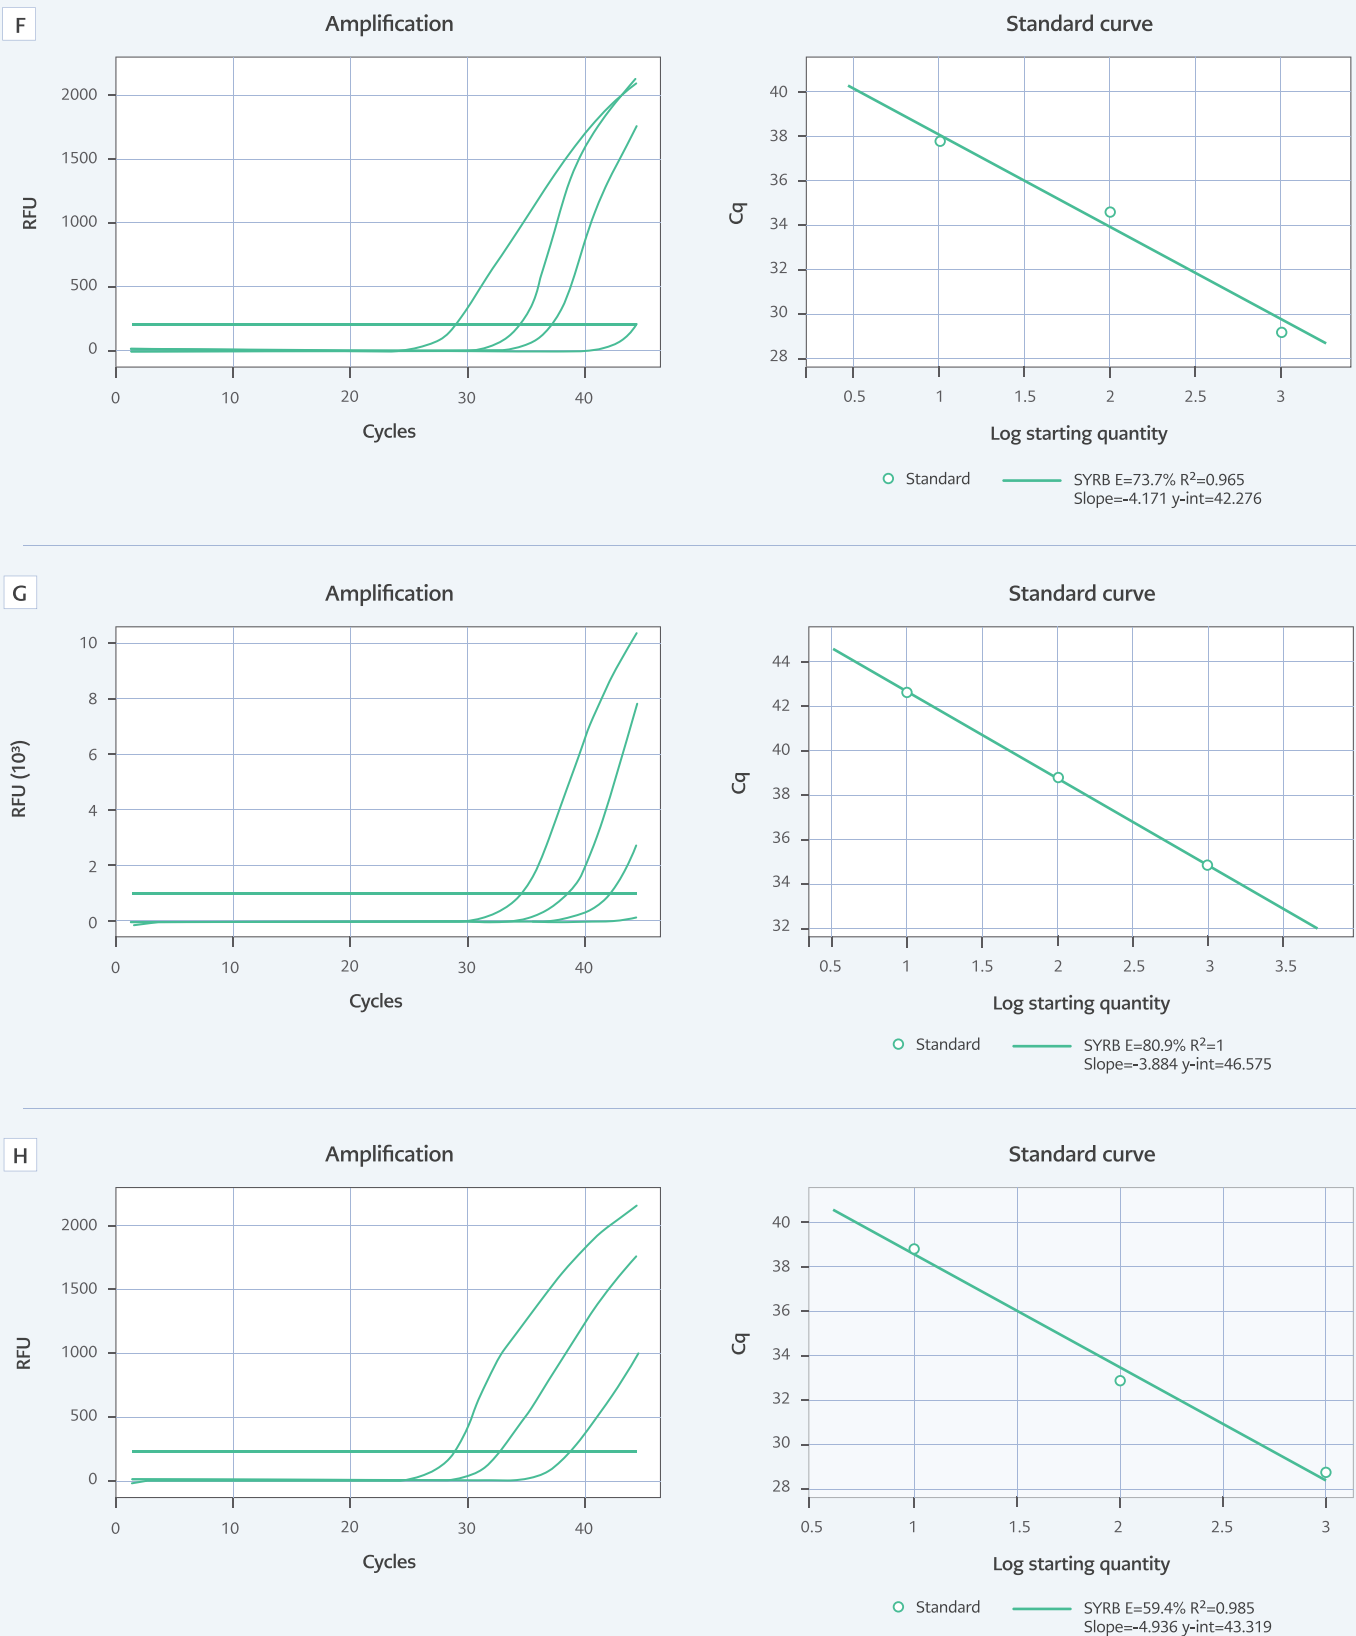 F
Amplification
Standard curve
2000
1500
1000
500
0
RFU
0 10 20 30 40
Cycles
40
38
36
34
32
30
28
Cq
0.5 1 1.5 2 2.5 3
Log starting quantity
Standard
SYRB E=73.7% R²=0.965
Slope=-4.171 y-int=42.276
G
Amplification
Standard curve
10
8
6
4
2
0
RFU (10³)
0 10 20 30 40
Cycles
44
42
40
38
36
34
32
Cq
0.5 1 1.5 2 2.5 3 3.5
Log starting quantity
Standard
SYRB E=80.9% R²=1
Slope=-3.884 y-int=46.575
H
Amplification
Standard curve
2000
1500
1000
500
0
RFU
0 10 20 30 40
Cycles
40
38
36
34
32
30
28
Cq
0.5 1 1.5 2 2.5 3
Log starting quantity
Standard
SYRB E=59.4% R²=0.985
Slope=-4.936 y-int=43.319